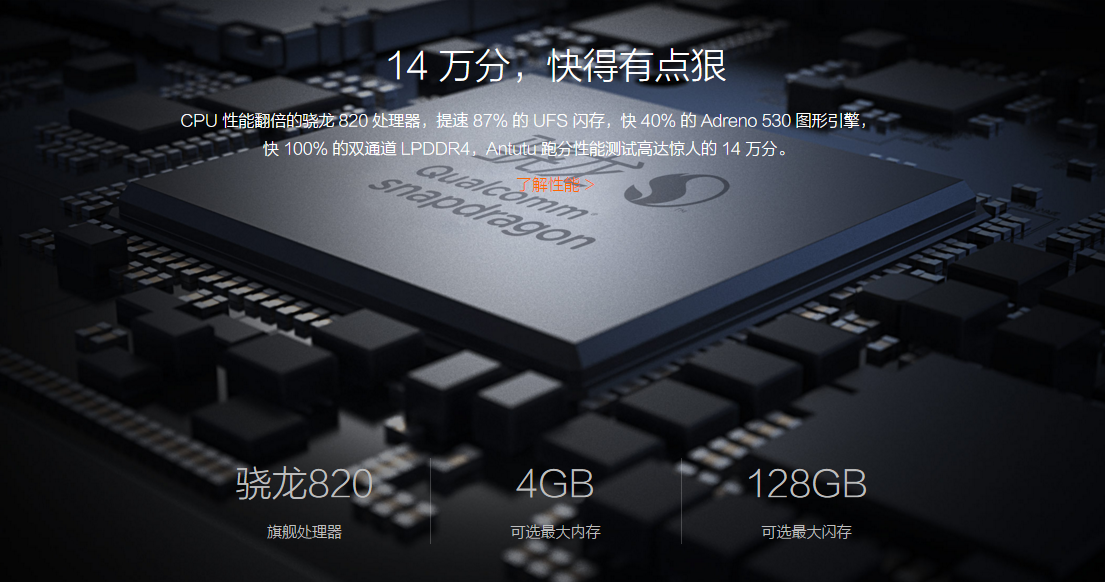 14 万分，快得有点狠
CPU 性能翻倍的骁龙 820 处理器，提速 87% 的 UFS 闪存，快 40% 的 Adreno 530 图形引擎，
快 100% 的双通道 LPDDR4，Antutu 跑分性能测试高达惊人的 14 万分。
了解性能 >
骁龙
Qualcomm
snapdragon
骁龙820
4GB
128GB
旗舰处理器
可选最大内存
可选最大闪存